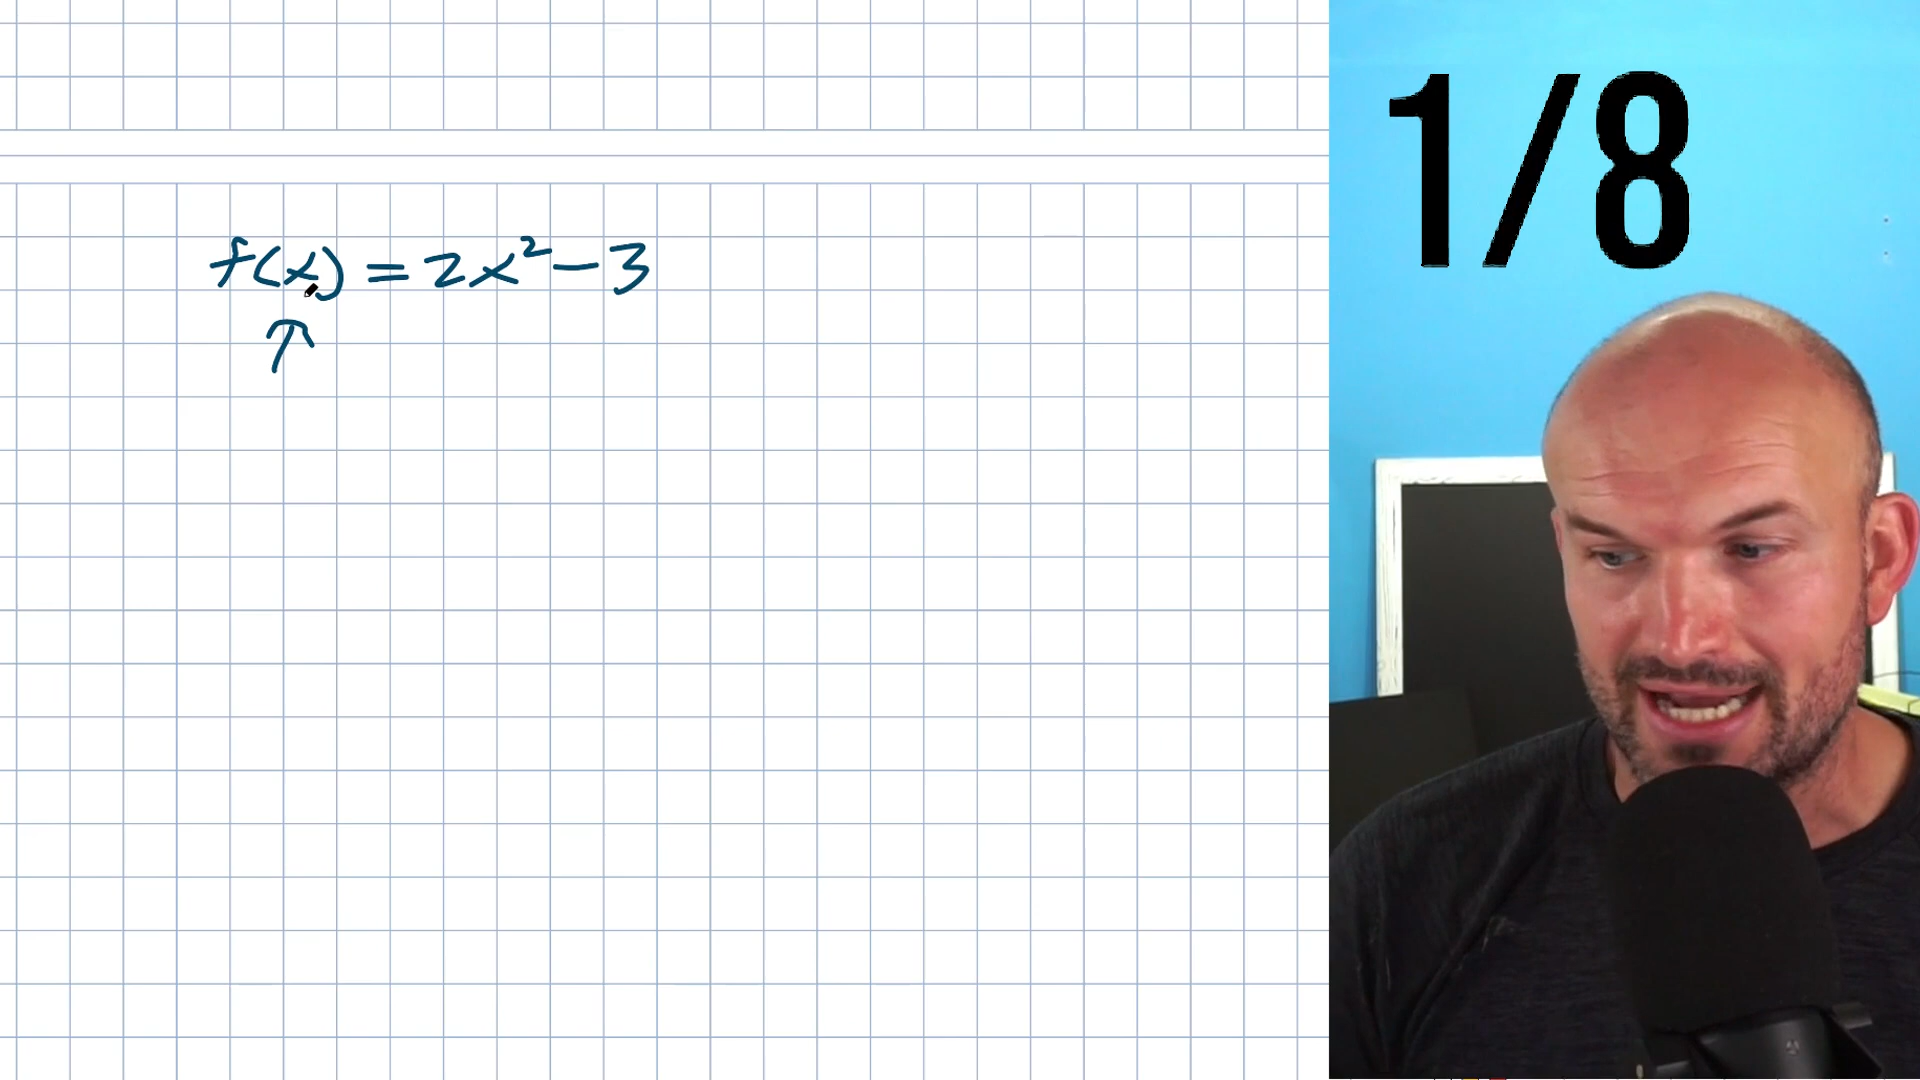 f(x) = 2x² - 3
↑
1/8